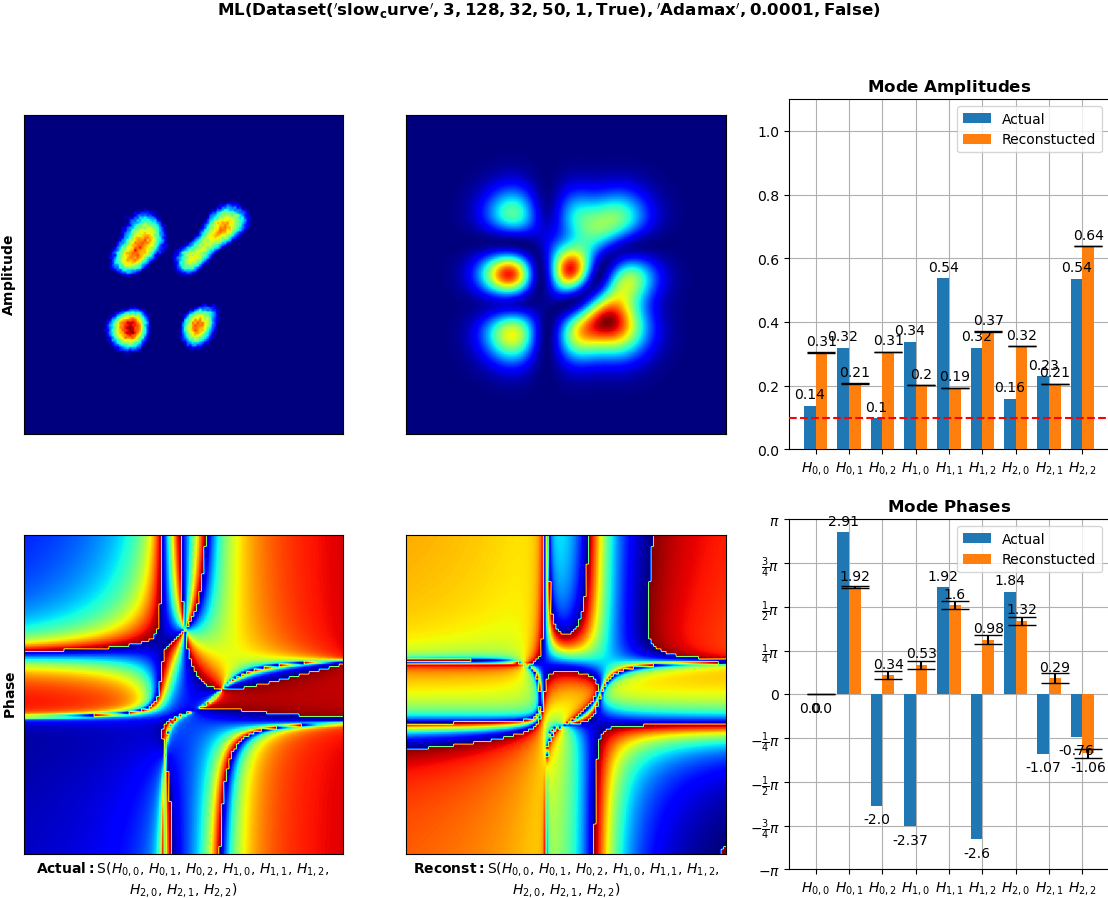 ML(Dataset(′slow_curve′, 3, 128, 32, 50, 1, True), ′Adamax′, 0.0001, False)
Amplitude
Mode Amplitudes
Actual
Reconstucted
1.0
0.8
0.6
0.4
0.2
0.0
0.14
0.31
0.32
0.21
0.1
0.31
0.34
0.2
0.54
0.19
0.32
0.37
0.16
0.32
0.23
0.21
0.54
0.64
H0,0 H0,1 H0,2 H1,0 H1,1 H1,2 H2,0 H2,1 H2,2
Phase
Actual: S(H0,0, H0,1, H0,2, H1,0, H1,1, H1,2,
H2,0, H2,1, H2,2)
Reconst: S(H0,0, H0,1, H0,2, H1,0, H1,1, H1,2,
H2,0, H2,1, H2,2)
Mode Phases
Actual
Reconstucted
π
3/4π
1/2π
1/4π
0
−1/4π
−1/2π
−3/4π
−π
0.0
0.0
2.91
1.92
-2.0
0.34
-2.37
0.53
1.92
1.6
-2.6
0.98
1.84
1.32
-1.07
0.29
-0.76
-1.06
H0,0 H0,1 H0,2 H1,0 H1,1 H1,2 H2,0 H2,1 H2,2